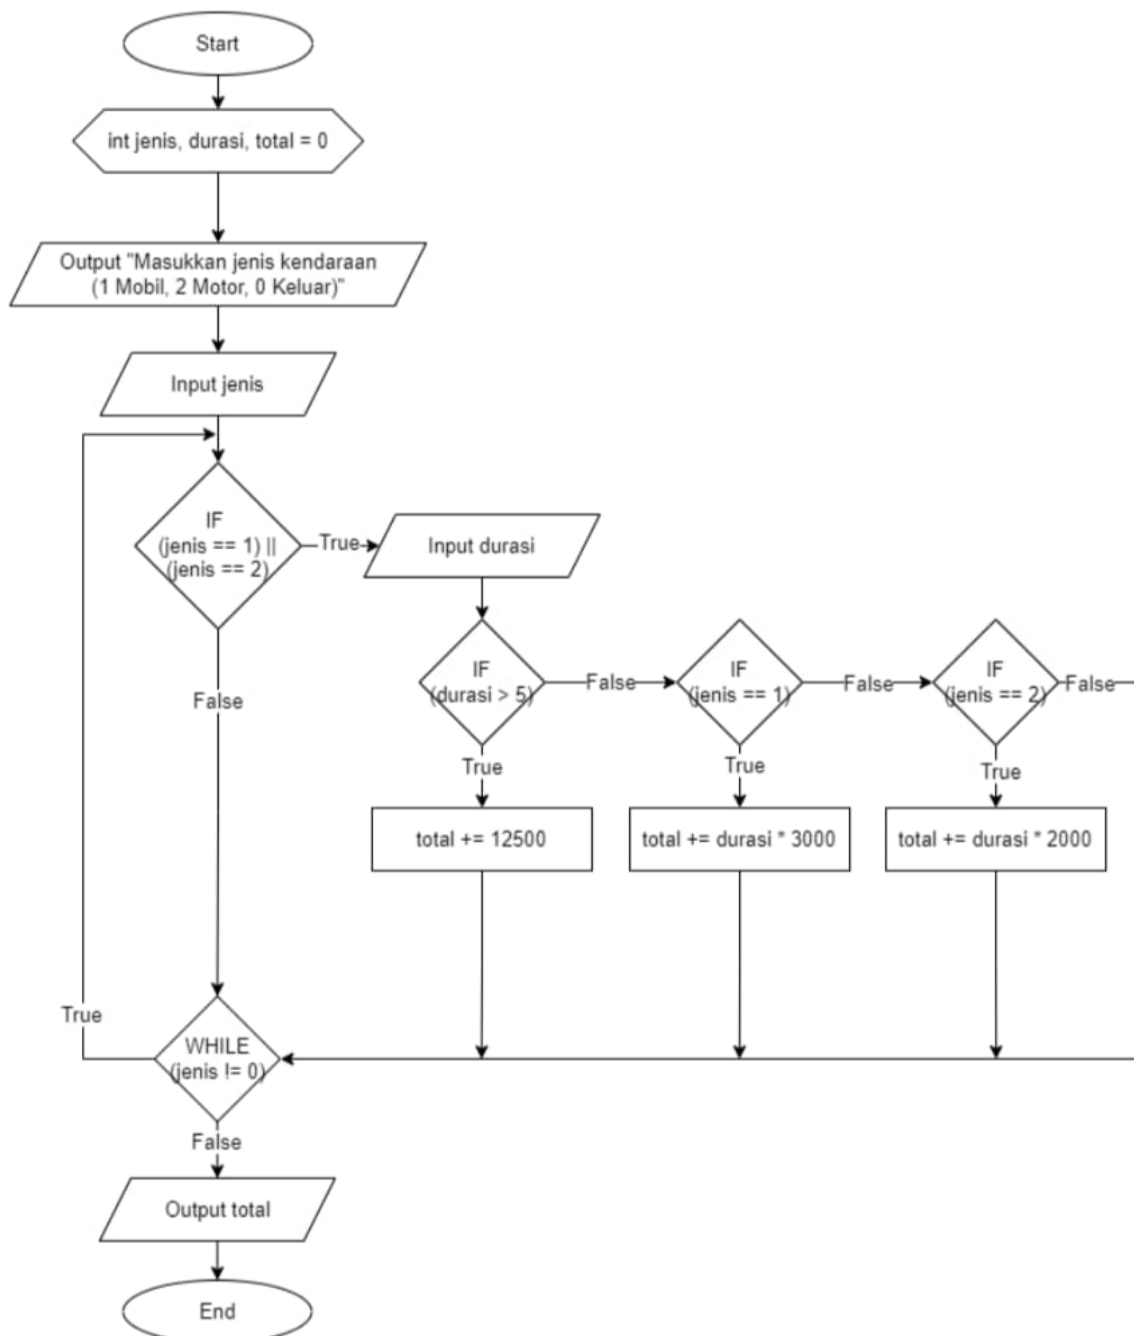 Start
int jenis, durasi, total = 0
Output "Masukkan jenis kendaraan
(1 Mobil, 2 Motor, 0 Keluar)"
Input jenis
IF
(jenis == 1) ||
(jenis == 2)
True
Input durasi
False
IF
(durasi > 5)
False
IF
(jenis == 1)
False
IF
(jenis == 2)
False
True
True
True
total += 12500
total += durasi * 3000
total += durasi * 2000
True
WHILE
(jenis != 0)
False
Output total
End